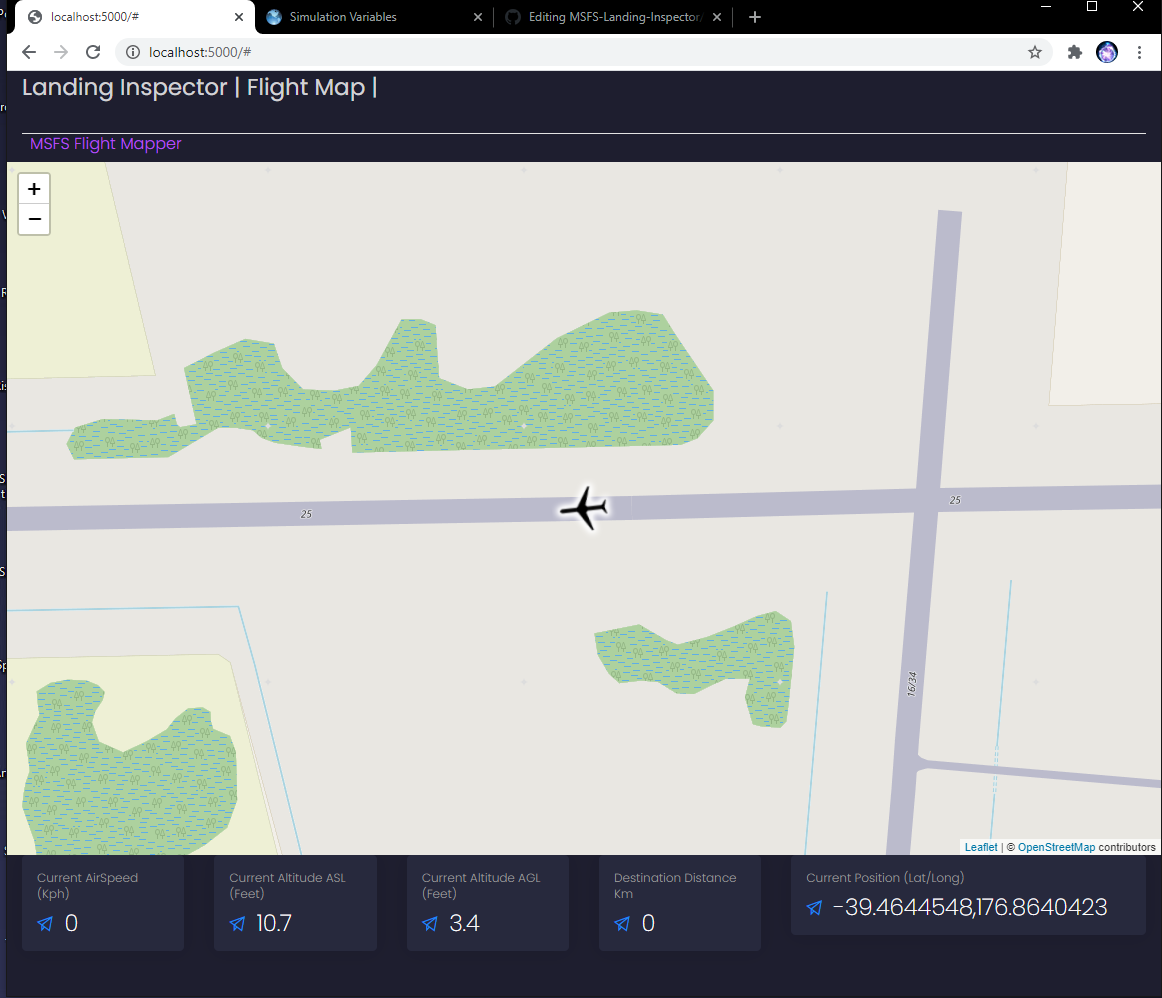 localhost:5000/#
Simulation Variables
Editing MSFS-Landing-Inspector/
localhost:5000/#
Landing Inspector | Flight Map |
MSFS Flight Mapper
+
−
25
25
16/34
Leaflet | © OpenStreetMap contributors
Current AirSpeed
(Kph)
0
Current Altitude ASL
(Feet)
10.7
Current Altitude AGL
(Feet)
3.4
Destination Distance
Km
0
Current Position (Lat/Long)
-39.4644548,176.8640423